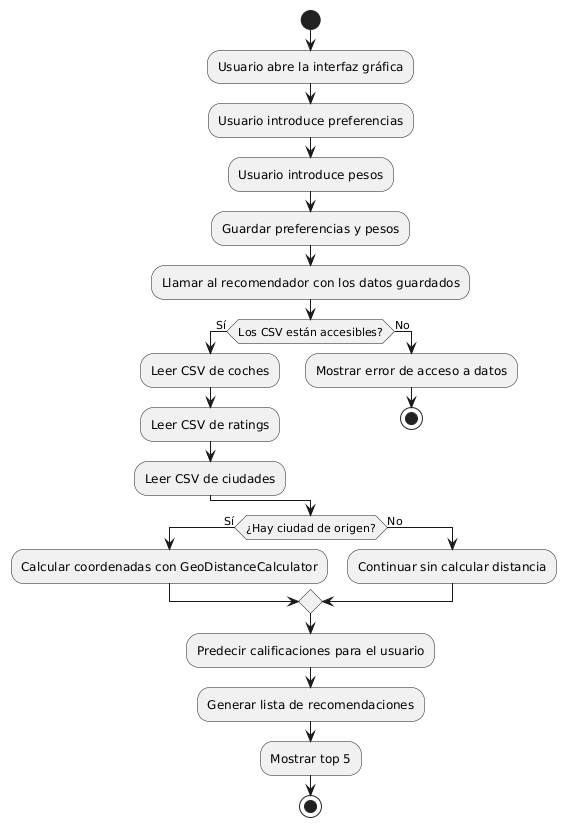 Usuario abre la interfaz gráfica
Usuario introduce preferencias
Usuario introduce pesos
Guardar preferencias y pesos
Llamar al recomendador con los datos guardados
Sí
Los CSV están accesibles?
No
Leer CSV de coches
Mostrar error de acceso a datos
Leer CSV de ratings
Leer CSV de ciudades
Sí
¿Hay ciudad de origen?
No
Calcular coordenadas con GeoDistanceCalculator
Continuar sin calcular distancia
Predecir calificaciones para el usuario
Generar lista de recomendaciones
Mostrar top 5